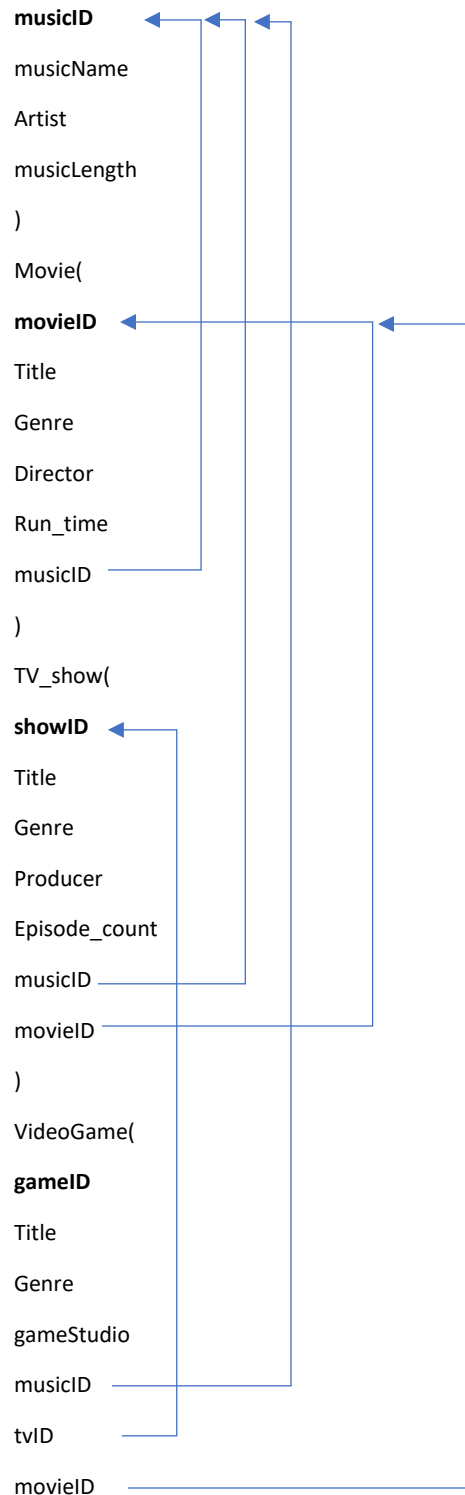 musicID
musicName
Artist
musicLength
)
Movie(
movieID
Title
Genre
Director
Run_time
musicID
)
TV_show(
showID
Title
Genre
Producer
Episode_count
musicID
movieID
)
VideoGame(
gameID
Title
Genre
gameStudio
musicID
tvID
movieID